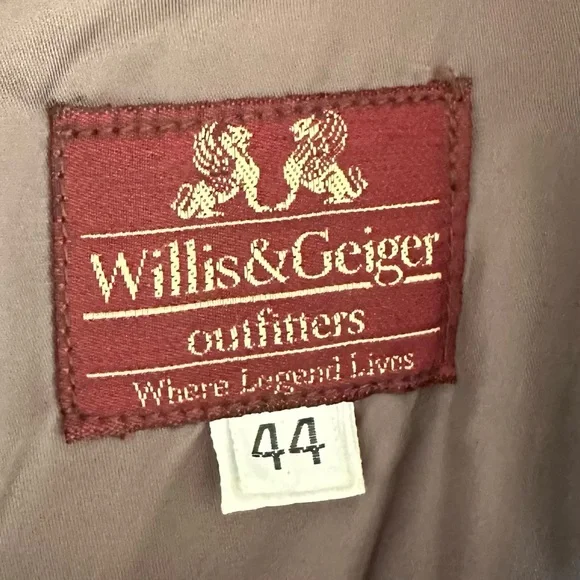 Willis&Geiger
outfitters
Where Legend Lives
44